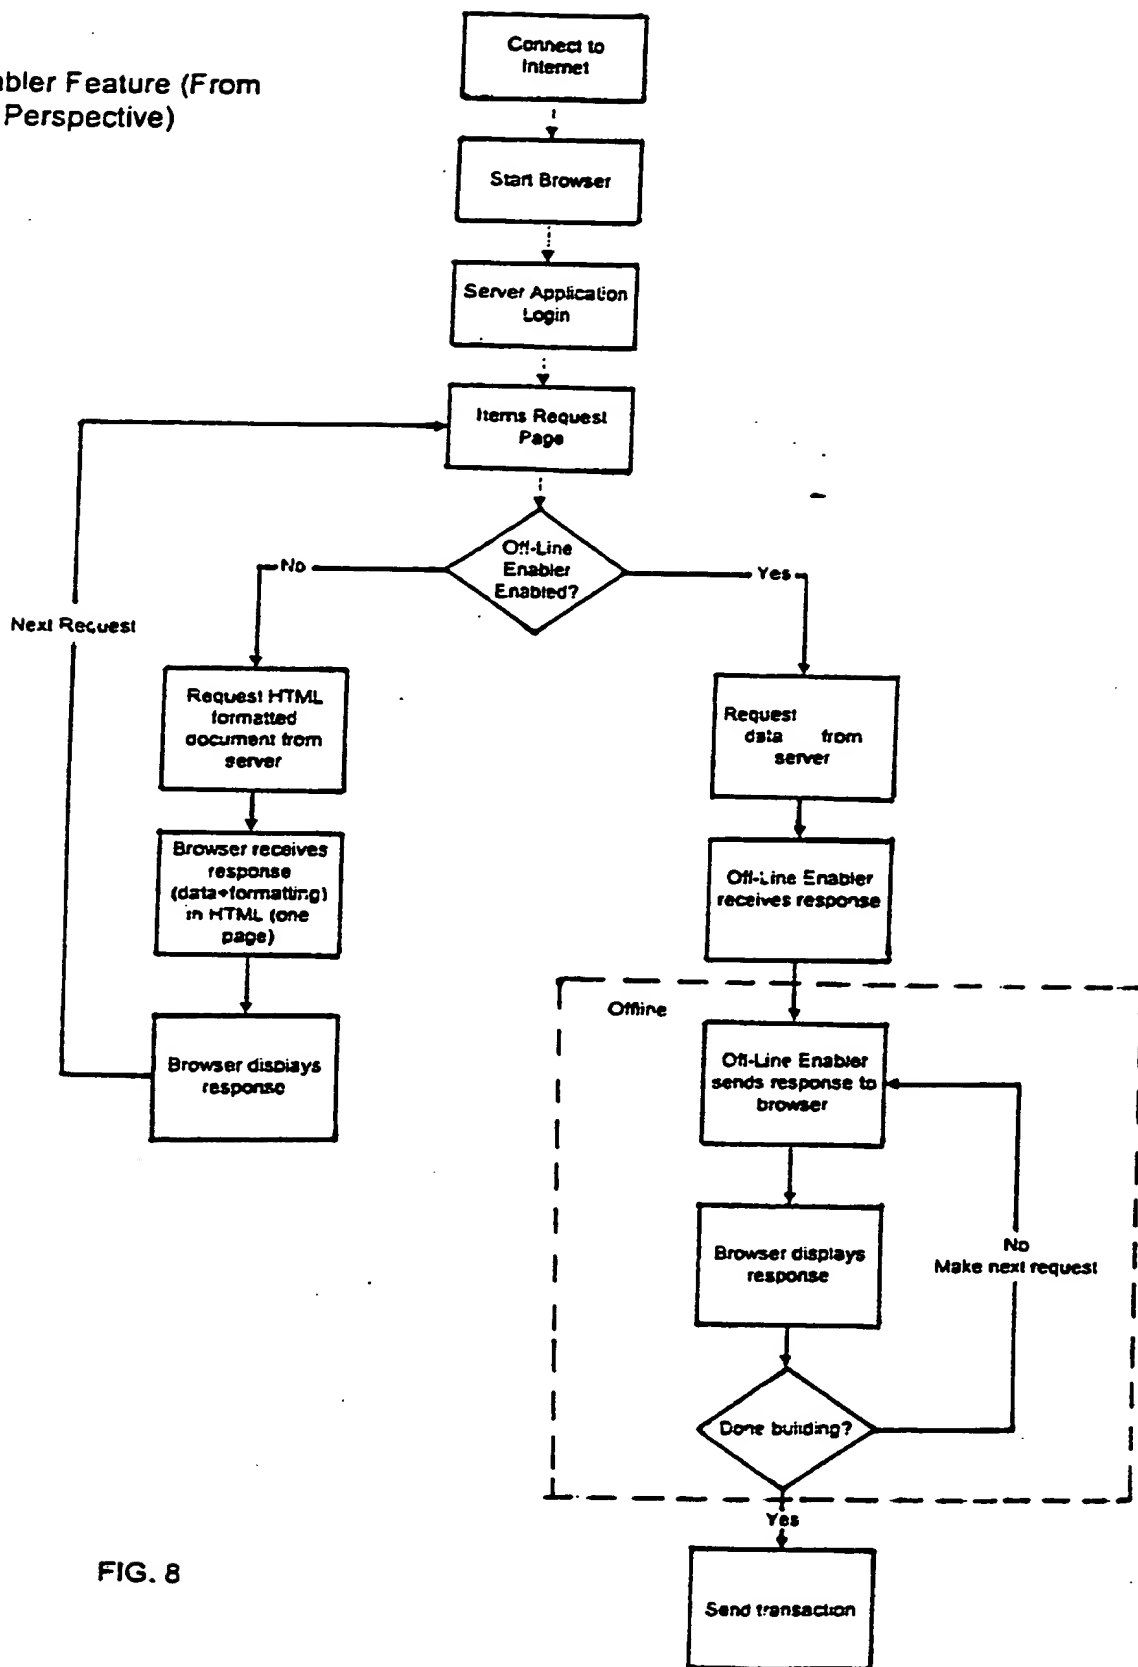 abler Feature (From
Perspective)
Connect to
Internet
Start Browser
Server Application
Login
Items Request
Page
Off-Line
Enabler
Enabled?
No
Yes
Next Request
Request HTML
formatted
document from
server
Request
data from
server
Browser receives
response
(data+formatting)
in HTML (one
page)
Off-Line Enabler
receives response
Offline
Browser displays
response
Off-Line Enabler
sends response to
browser
Browser displays
response
No
Make next request
Done building?
Yes
Send transaction
FIG. 8